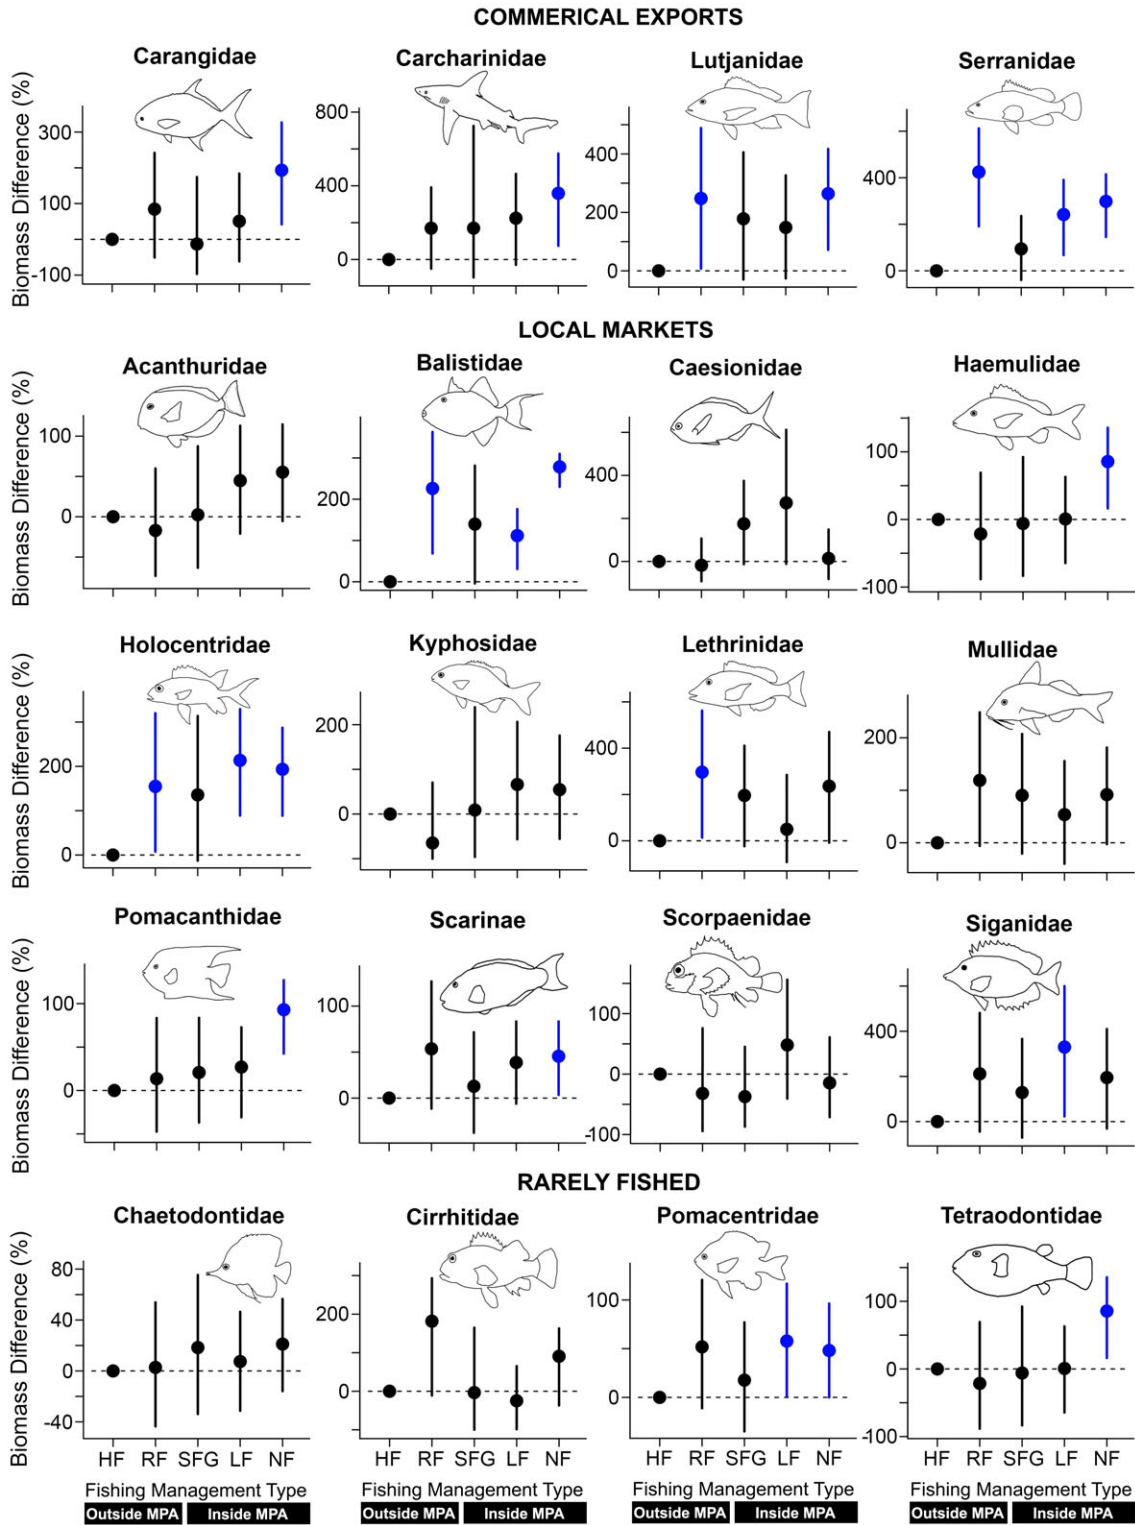 COMMERICAL EXPORTS
Carangidae
Carcharinidae
Lutjanidae
Serranidae
Biomass Difference (%)
300
100
-100
800
400
0
400
200
0
400
0
LOCAL MARKETS
Acanthuridae
Balistidae
Caesionidae
Haemulidae
Biomass Difference (%)
100
0
200
0
400
0
100
0
-100
Holocentridae
Kyphosidae
Lethrinidae
Mullidae
Biomass Difference (%)
200
0
200
0
400
0
200
0
Pomacanthidae
Scarinae
Scorpaenidae
Siganidae
Biomass Difference (%)
100
0
100
0
100
0
-100
400
0
RARELY FISHED
Chaetodontidae
Cirrhitidae
Pomacentridae
Tetraodontidae
Biomass Difference (%)
80
40
0
-40
200
0
100
0
100
0
-100
HF RF SFG LF NF
HF RF SFG LF NF
HF RF SFG LF NF
HF RF SFG LF NF
Fishing Management Type
Fishing Management Type
Fishing Management Type
Fishing Management Type
Outside MPA Inside MPA
Outside MPA Inside MPA
Outside MPA Inside MPA
Outside MPA Inside MPA